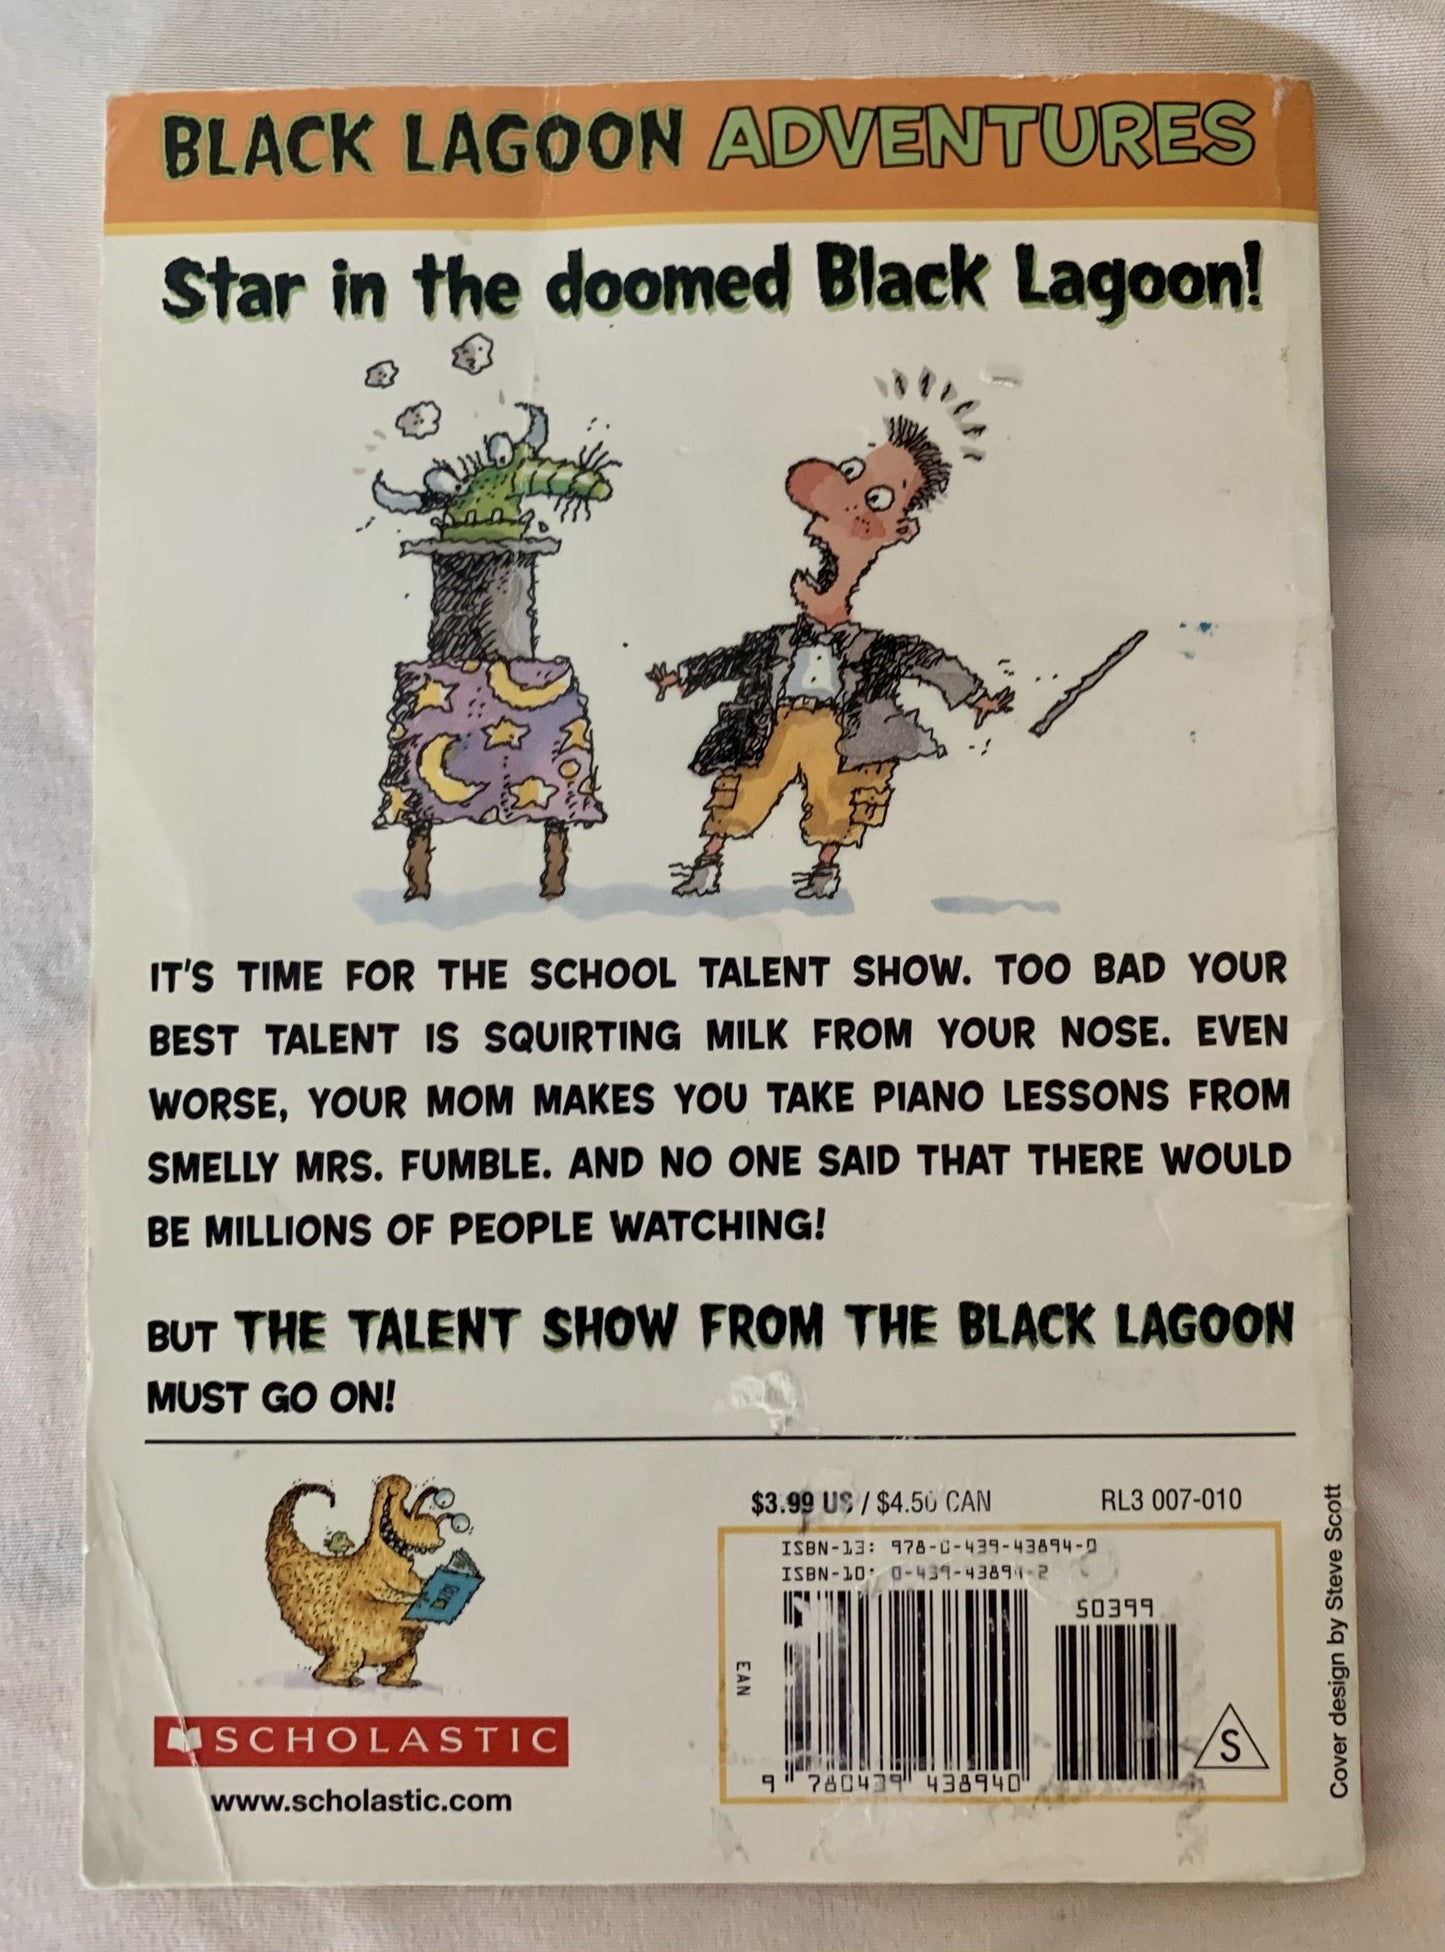 BLACK LAGOON ADVENTURES
Star in the doomed Black Lagoon!
IT'S TIME FOR THE SCHOOL TALENT SHOW. TOO BAD YOUR
BEST TALENT IS SQUIRTING MILK FROM YOUR NOSE. EVEN
WORSE, YOUR MOM MAKES YOU TAKE PIANO LESSONS FROM
SMELLY MRS. FUMBLE. AND NO ONE SAID THAT THERE WOULD
BE MILLIONS OF PEOPLE WATCHING!
BUT THE TALENT SHOW FROM THE BLACK LAGOON
MUST GO ON!
$3.99 US / $4.50 CAN
RL3 007-010
ISBN-13: 978-0-439-43894-0
ISBN-10: 0-439-43894-2
50399
EAN
9 780439 438940
S
SCHOLASTIC
www.scholastic.com
Cover design by Steve Scott